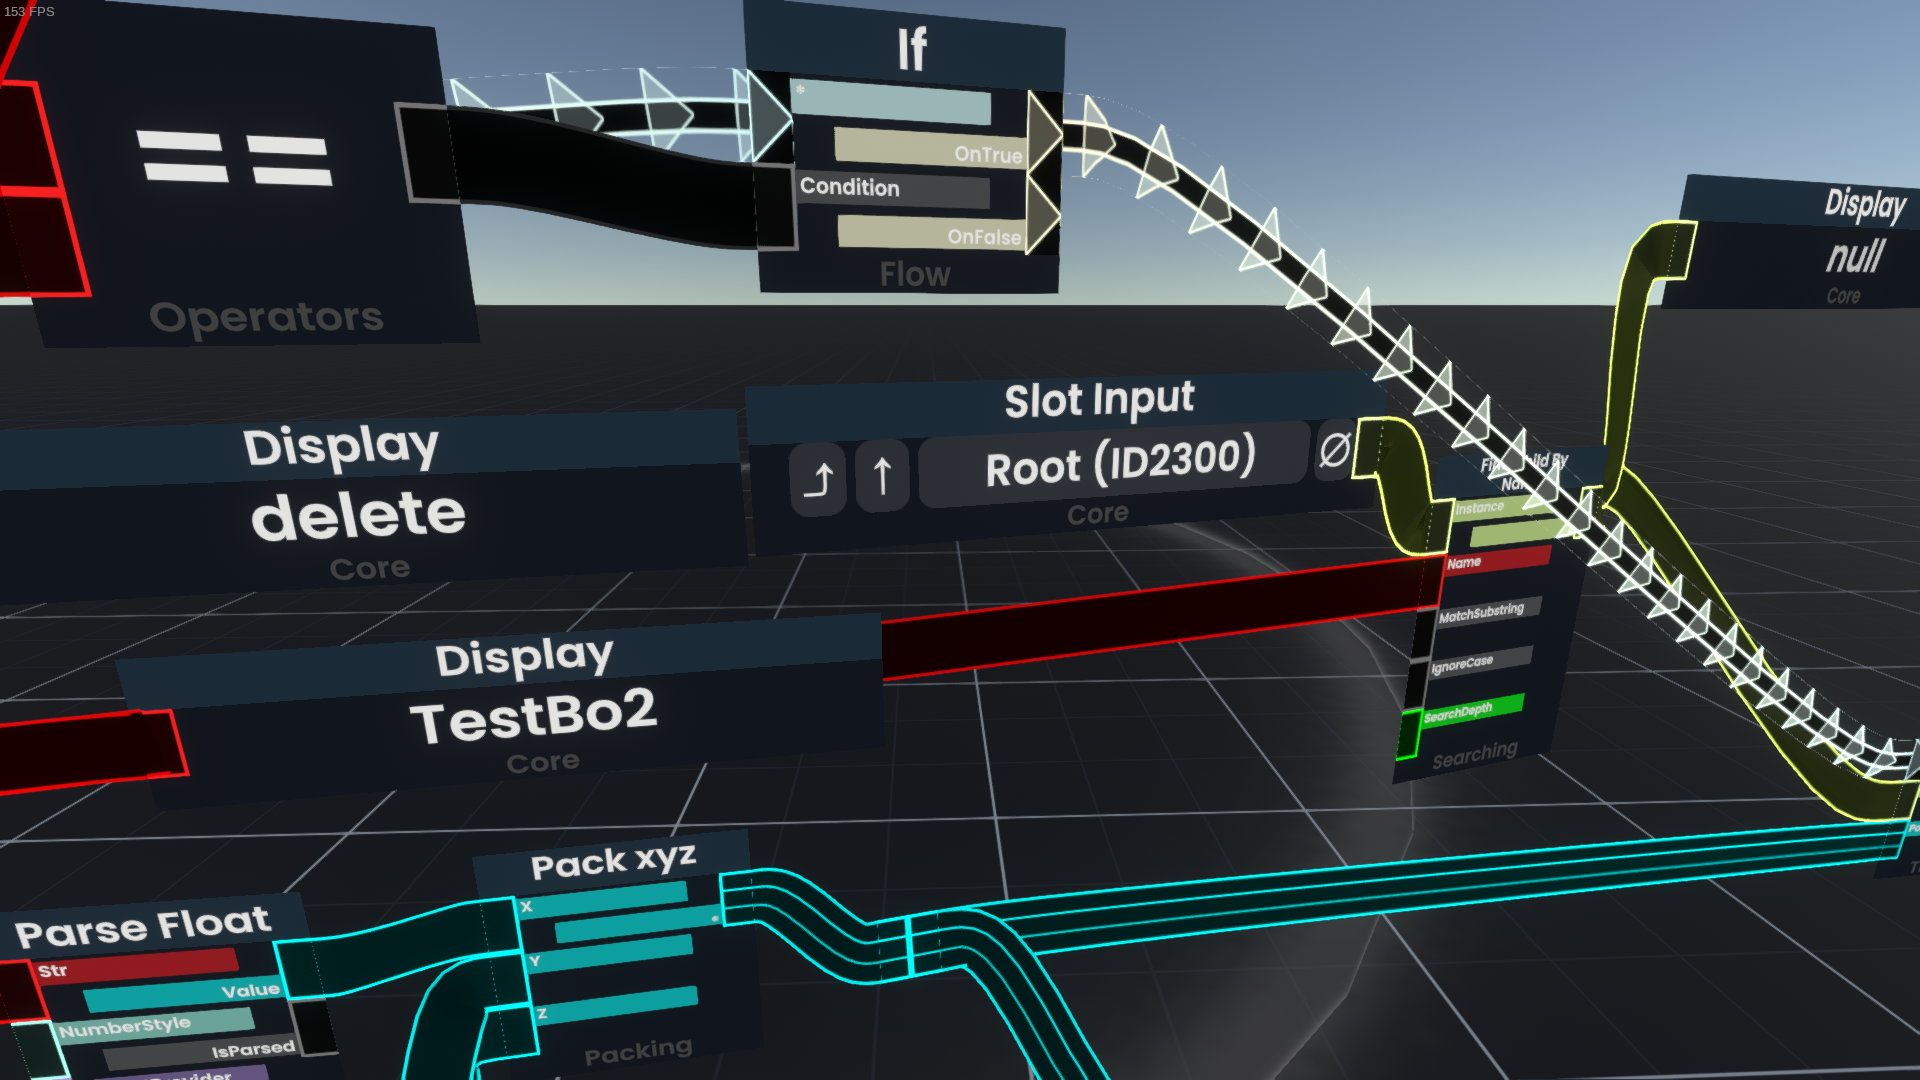 153 FPS
If
*
OnTrue
Condition
OnFalse
Flow
==
Operators
Display
null
Core
Slot Input
Root (ID2300)
Core
Display
delete
Core
Instance
Name
MatchSubstring
IgnoreCase
SearchDepth
Searching
Display
TestBo2
Core
Pack xyz
X
Y
Z
Packing
Parse Float
Str
Value
NumberStyle
IsParsed